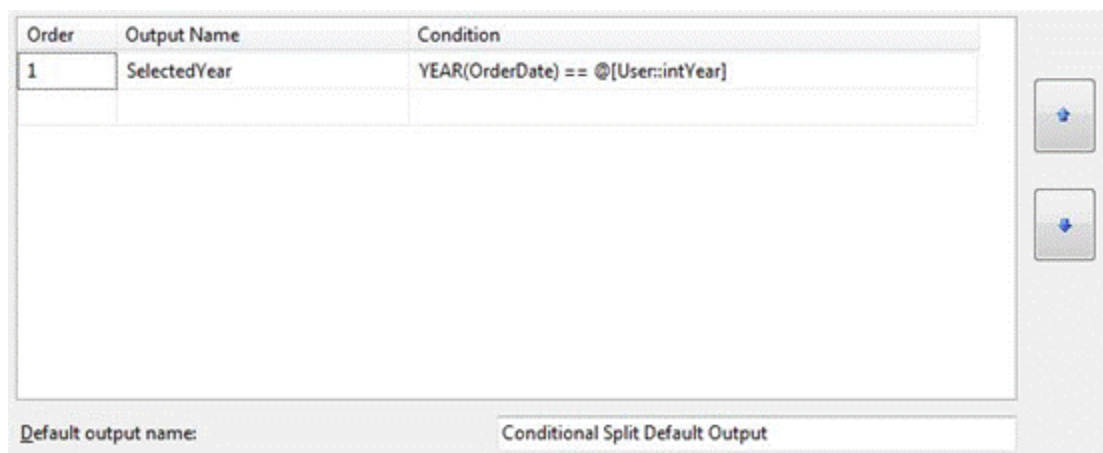 Order Output Name Condition
1 SelectedYear YEAR(OrderDate) == @[User::intYear]
Default output name: Conditional Split Default Output